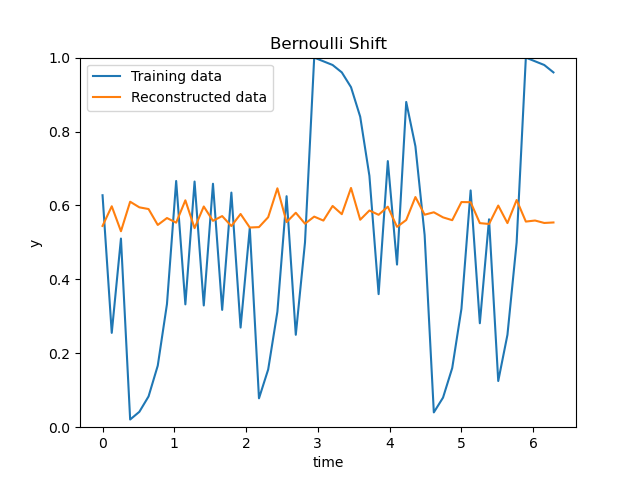 Bernoulli Shift
Training data
Reconstructed data
1.0
0.8
0.6
0.4
0.2
0.0
y
0 1 2 3 4 5 6
time